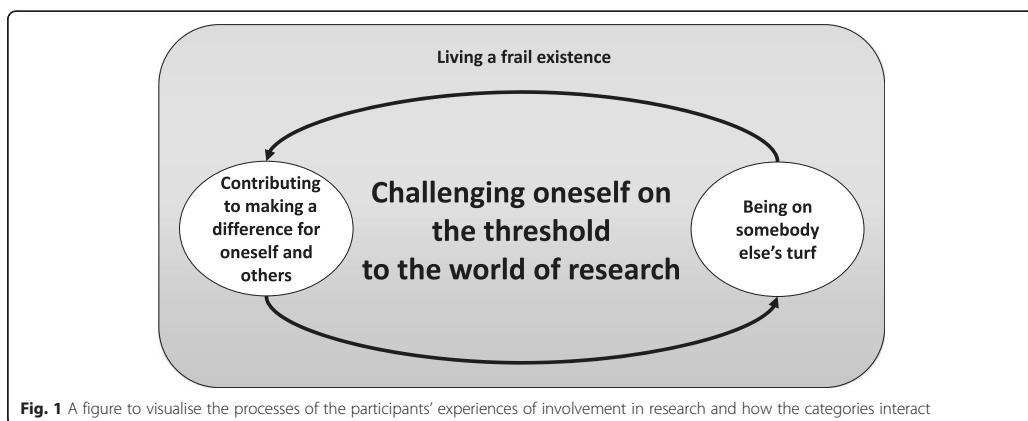 Living a frail existence
Contributing
to making a
difference for
oneself and
others
Challenging oneself on
the threshold
to the world of research
Being on
somebody
else’s turf
Fig. 1 A figure to visualise the processes of the participants’ experiences of involvement in research and how the categories interact